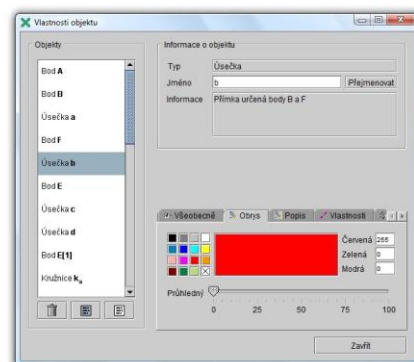 Vlastnosti objektu
Objekty
Bod A
Bod B
Úsečka a
Bod F
Úsečka b
Bod E
Úsečka c
Úsečka d
Bod E[1]
Kružnice k
Informace o objektu
Typ Úsečka
Jméno b Přejmenovat
Informace Přímka určená body B a F
Všeobecné Obrys Popis Vlastnosti
Červená 255
Zelená 0
Modrá 0
Průhledný
0 25 50 75 100
Zavřít